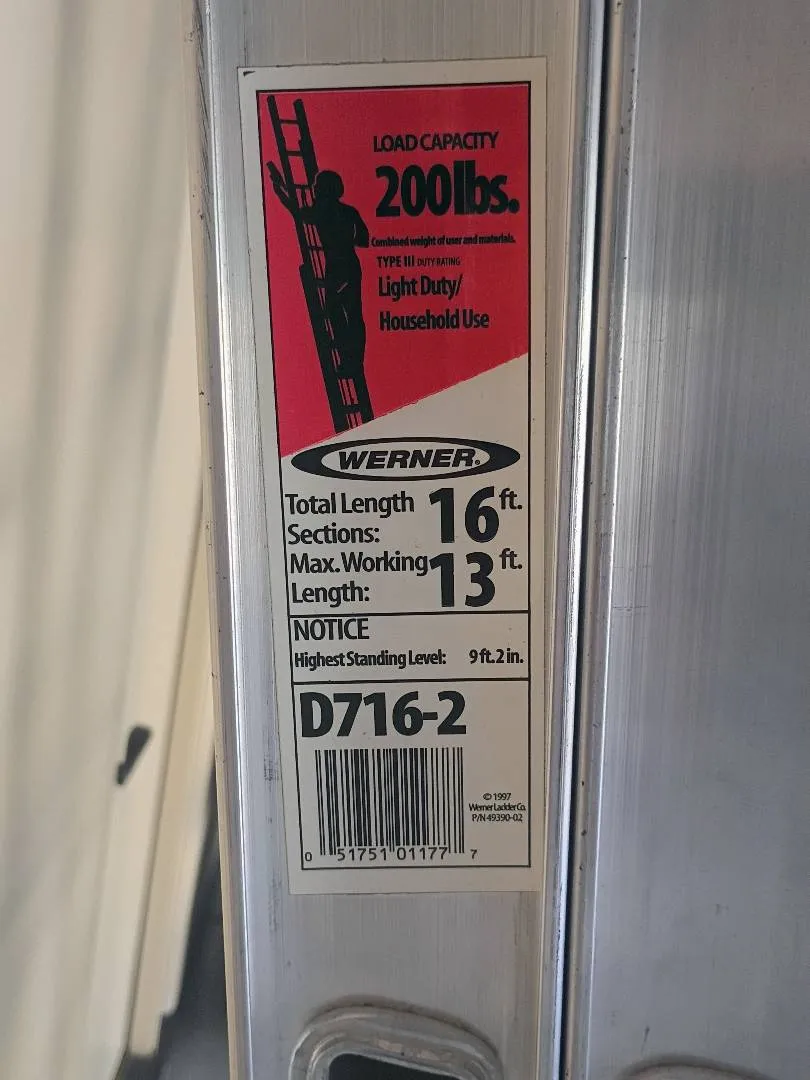 LOAD CAPACITY
200lbs.
Combined weight of user and materials.
TYPE III DUTY RATING
Light Duty/
Household Use
WERNER®
Total Length 16 ft.
Sections:
Max. Working 13 ft.
Length:
NOTICE
Highest Standing Level: 9 ft. 2 in.
D716-2
© 1997
Werner Ladder Co.
P/N 49390-02
0 51751 01177 7